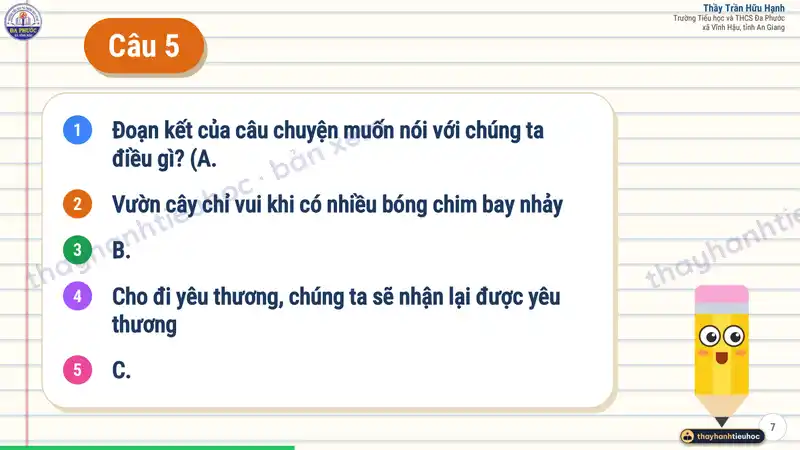 Thầy Trần Hữu Hạnh
Trường Tiểu học và THCS Đa Phước
xã Vĩnh Hậu, tỉnh An Giang
ĐA PHƯỚC
Câu 5
1 Đoạn kết của câu chuyện muốn nói với chúng ta
điều gì? (A.
2 Vườn cây chỉ vui khi có nhiều bóng chim bay nhảy
3 B.
4 Cho đi yêu thương, chúng ta sẽ nhận lại được yêu
thương
5 C.
thayhanhtieuhoc
7